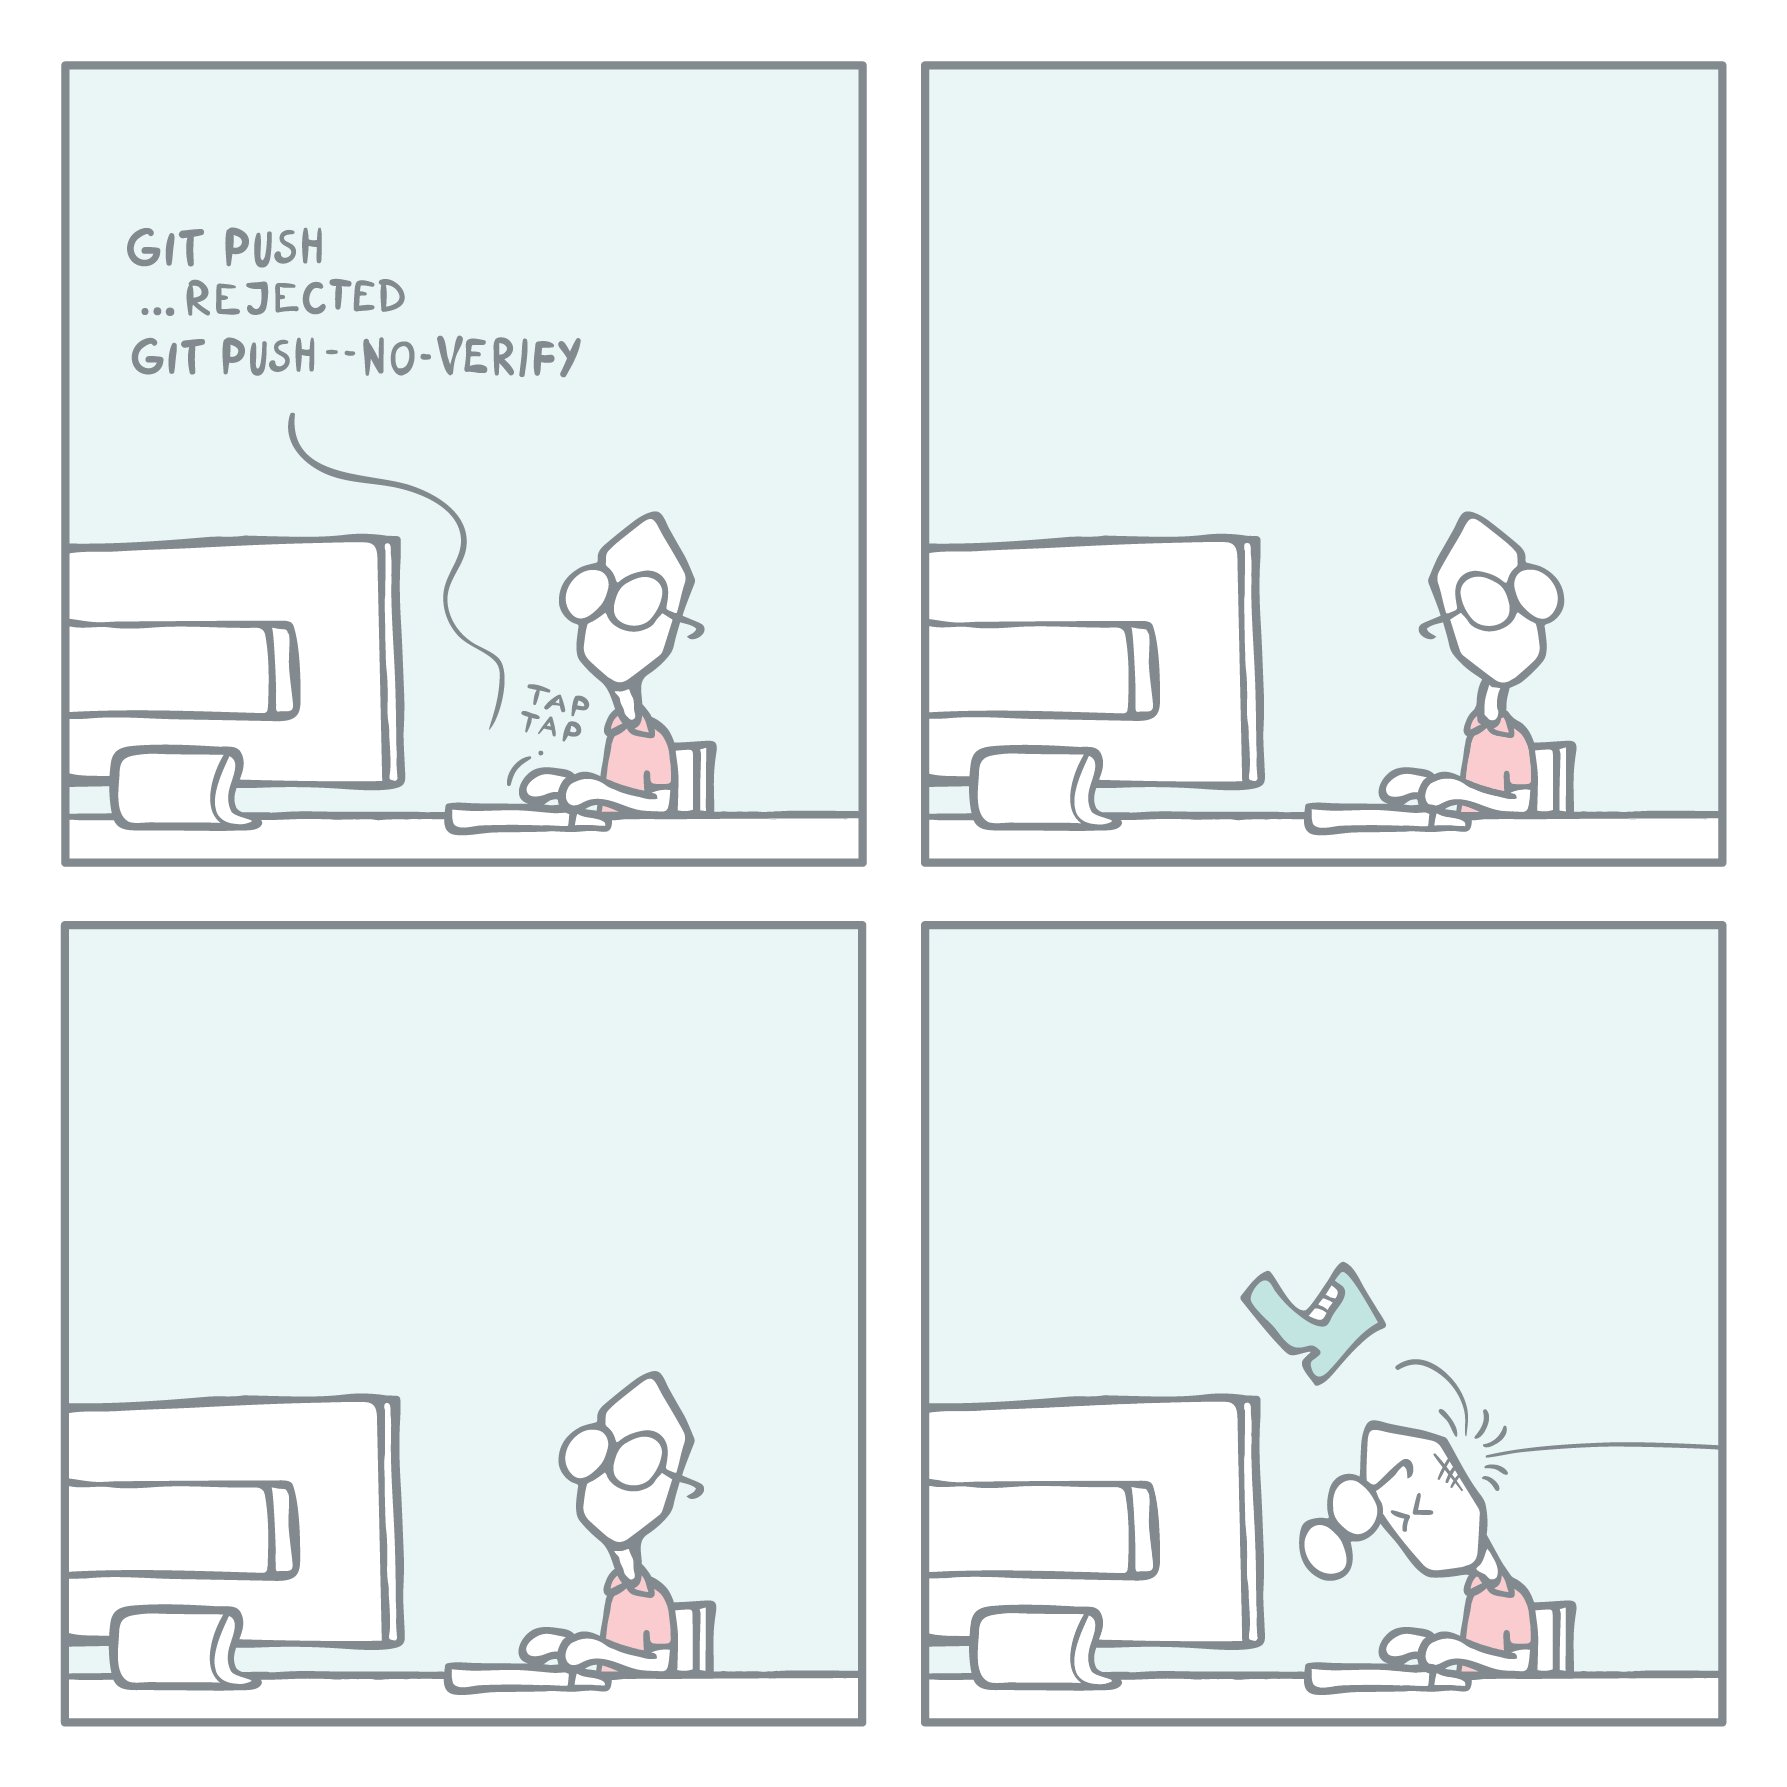 GIT PUSH
...REJECTED
GIT PUSH--NO-VERIFY
TAP
TAP